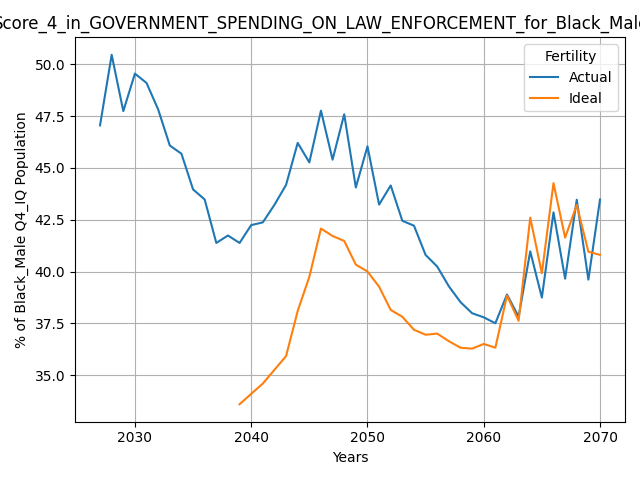 Score_4_in_GOVERNMENT_SPENDING_ON_LAW_ENFORCEMENT_for_Black_Male
Fertility
Actual
Ideal
50.0
47.5
45.0
42.5
40.0
37.5
35.0
% of Black_Male Q4_IQ Population
2030 2040 2050 2060 2070
Years